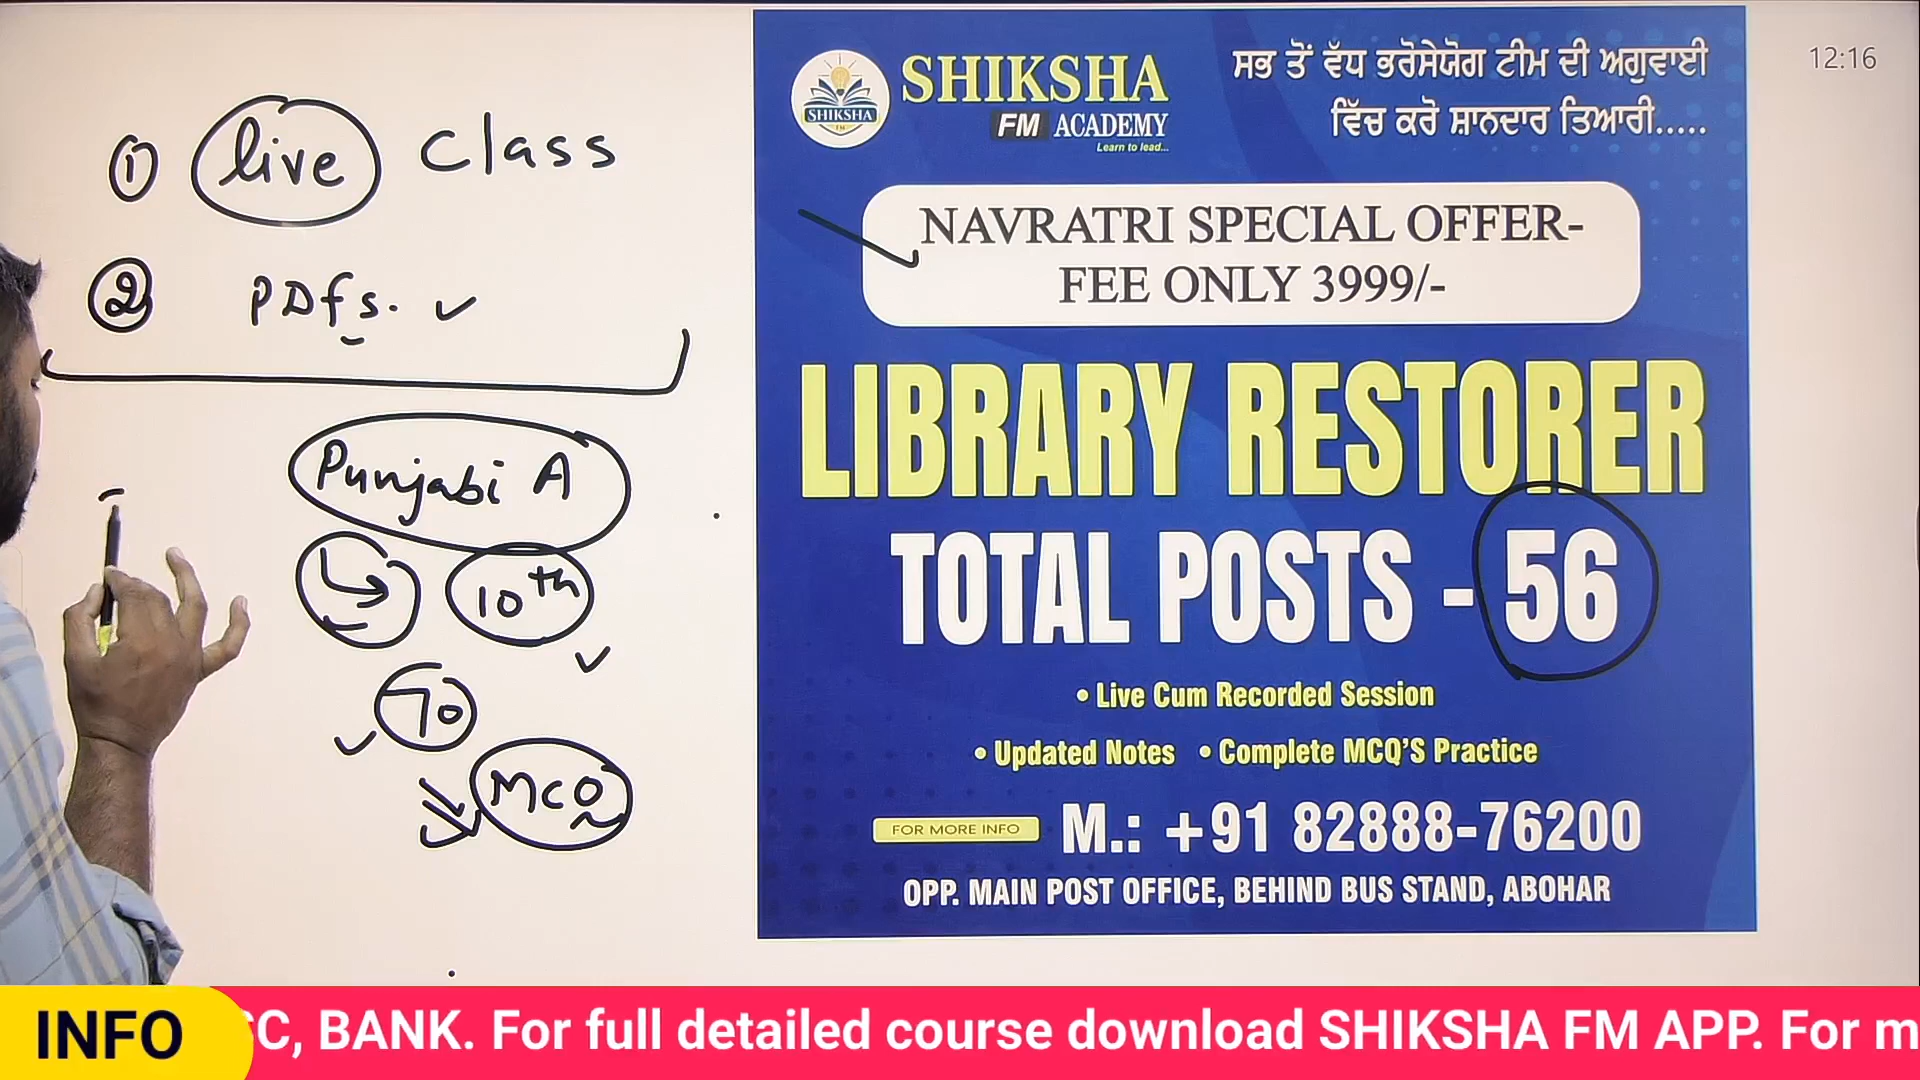 ① live class
② PDfs.
Punjabi A
10th
70
MCQ
SHIKSHA
SHIKSHA
FM ACADEMY
Learn to lead...
ਸਭ ਤੋਂ ਵੱਧ ਭਰੋਸੇਯੋਗ ਟੀਮ ਦੀ ਅਗੁਵਾਈ
ਵਿੱਚ ਕਰੋ ਸ਼ਾਨਦਾਰ ਤਿਆਰੀ.....
12:16
NAVRATRI SPECIAL OFFER-
FEE ONLY 3999/-
LIBRARY RESTORER
TOTAL POSTS - 56
• Live Cum Recorded Session
• Updated Notes • Complete MCQ'S Practice
FOR MORE INFO M.: +91 82888-76200
OPP. MAIN POST OFFICE, BEHIND BUS STAND, ABOHAR
INFO SC, BANK. For full detailed course download SHIKSHA FM APP. For m